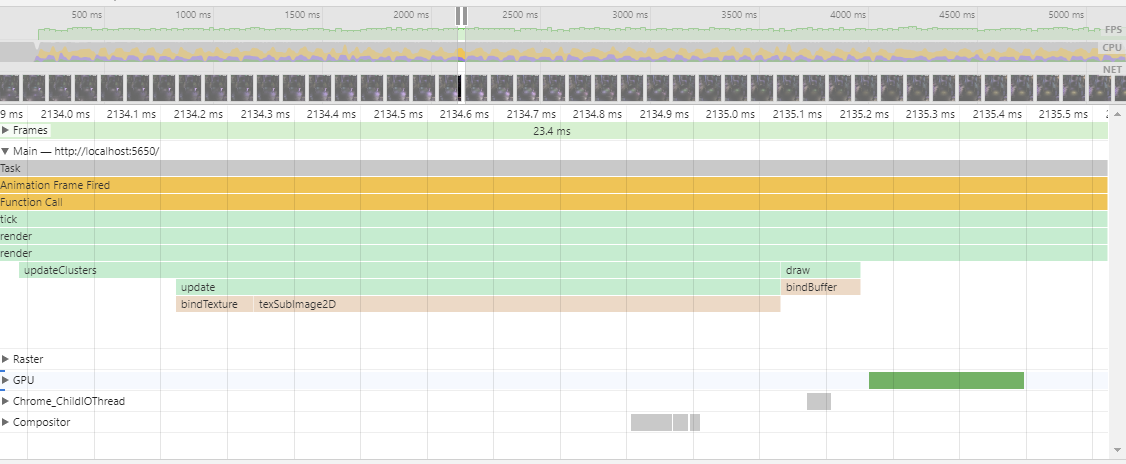 500 ms 1000 ms 1500 ms 2000 ms 2500 ms 3000 ms 3500 ms 4000 ms 4500 ms 5000 ms
FPS
CPU
NET
9 ms 2134.0 ms 2134.1 ms 2134.2 ms 2134.3 ms 2134.4 ms 2134.5 ms 2134.6 ms 2134.7 ms 2134.8 ms 2134.9 ms 2135.0 ms 2135.1 ms 2135.2 ms 2135.3 ms 2135.4 ms 2135.5 ms
Frames 23.4 ms
Main — http://localhost:5650/
Task
Animation Frame Fired
Function Call
tick
render
render
updateClusters draw
update bindBuffer
bindTexture texSubImage2D
Raster
GPU
Chrome_ChildIOThread
Compositor